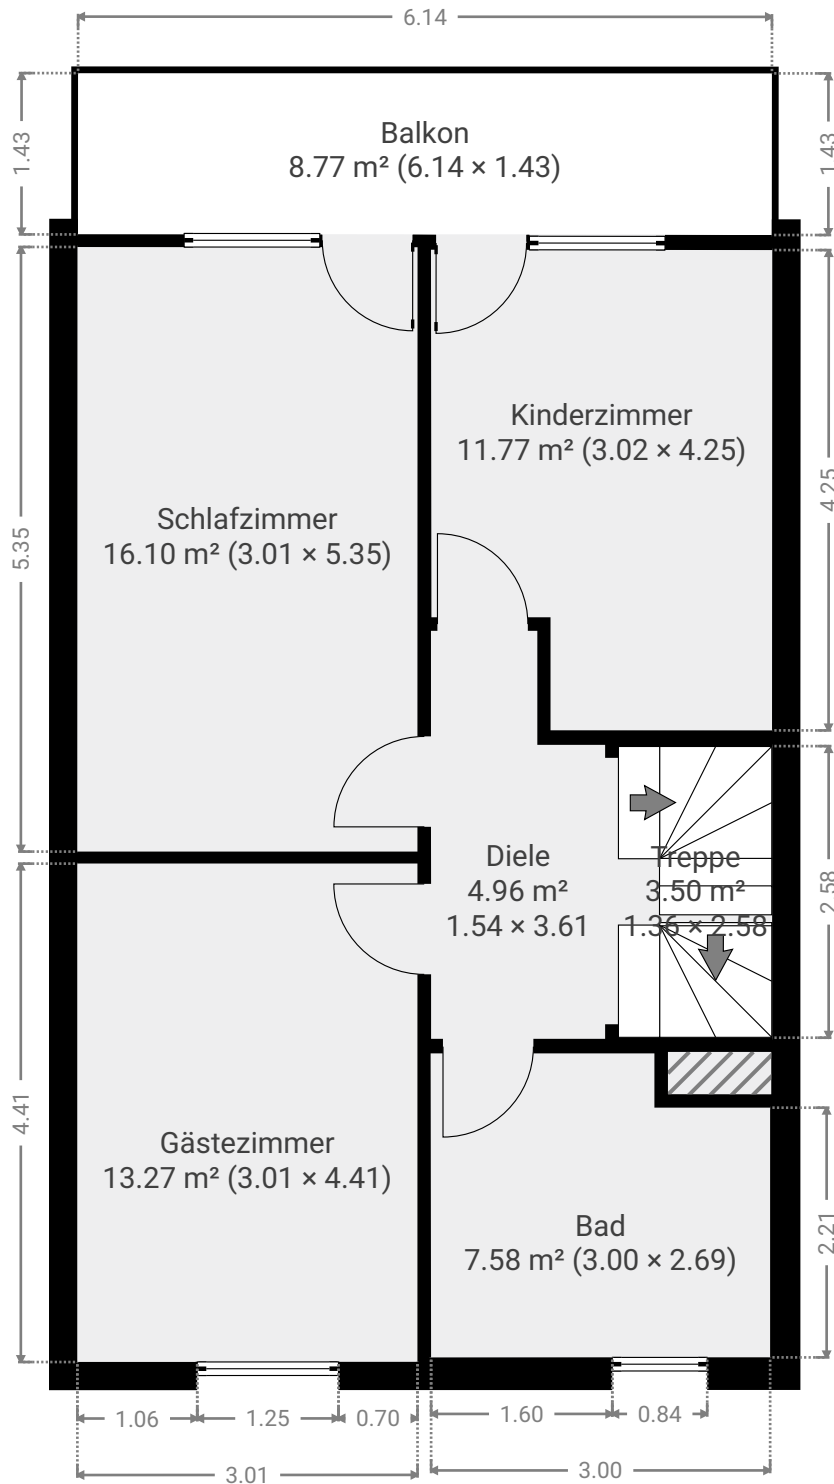 6.14
1.43
1.43
Balkon
8.77 m² (6.14 × 1.43)
Kinderzimmer
11.77 m² (3.02 × 4.25)
4.25
Schlafzimmer
16.10 m² (3.01 × 5.35)
5.35
Diele
4.96 m²
1.54 × 3.61
Treppe
3.50 m²
1.36 × 2.58
2.58
4.41
Gästezimmer
13.27 m² (3.01 × 4.41)
Bad
7.58 m² (3.00 × 2.69)
2.21
1.06
1.25
0.70
1.60
0.84
3.01
3.00